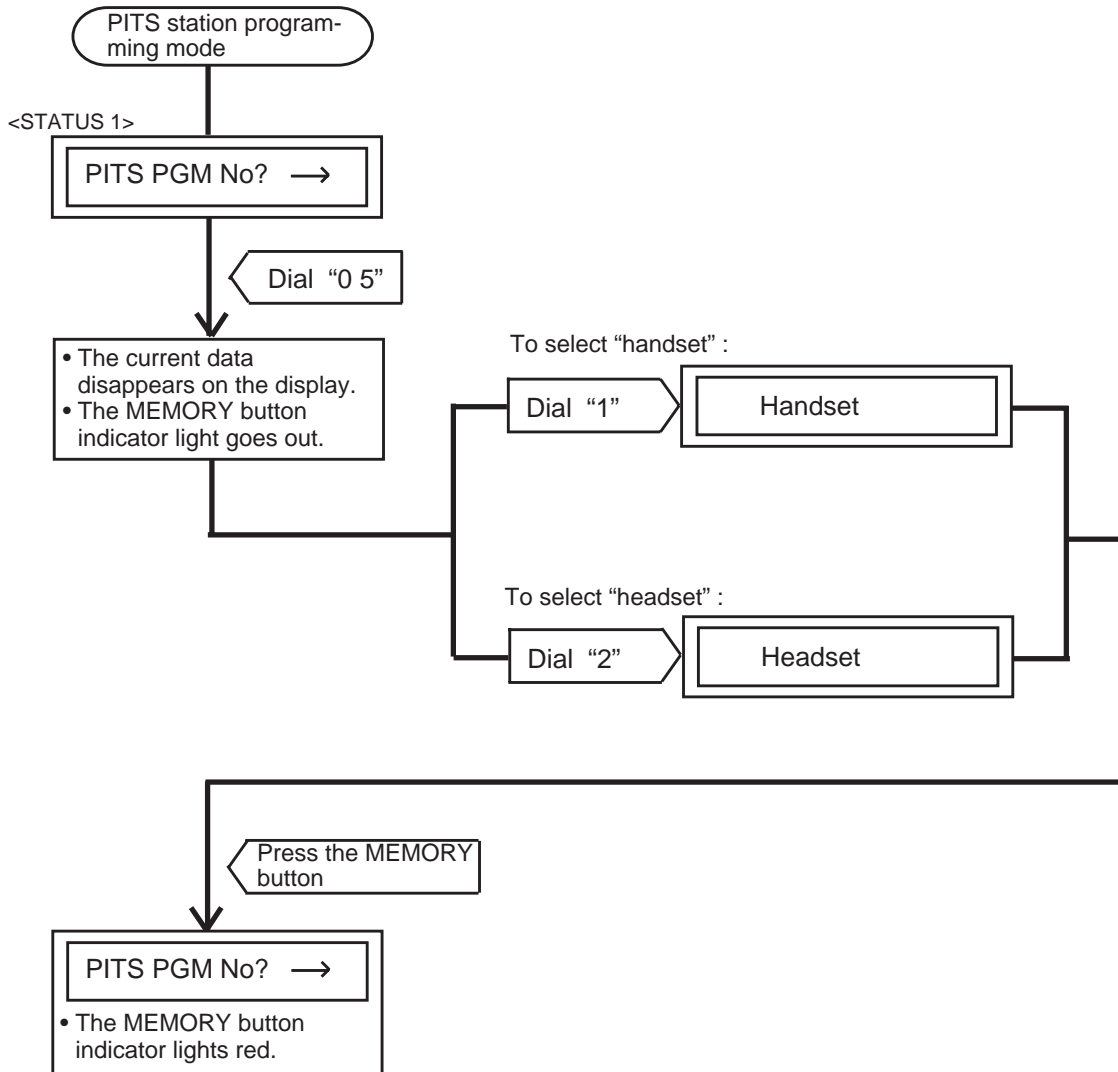 PITS station program-
ming mode
<STATUS 1>
PITS PGM No? →
Dial “0 5”
• The current data
disappears on the display.
• The MEMORY button
indicator light goes out.
To select “handset” :
Dial “1”
Handset
To select “headset” :
Dial “2”
Headset
Press the MEMORY
button
PITS PGM No? →
• The MEMORY button
indicator lights red.